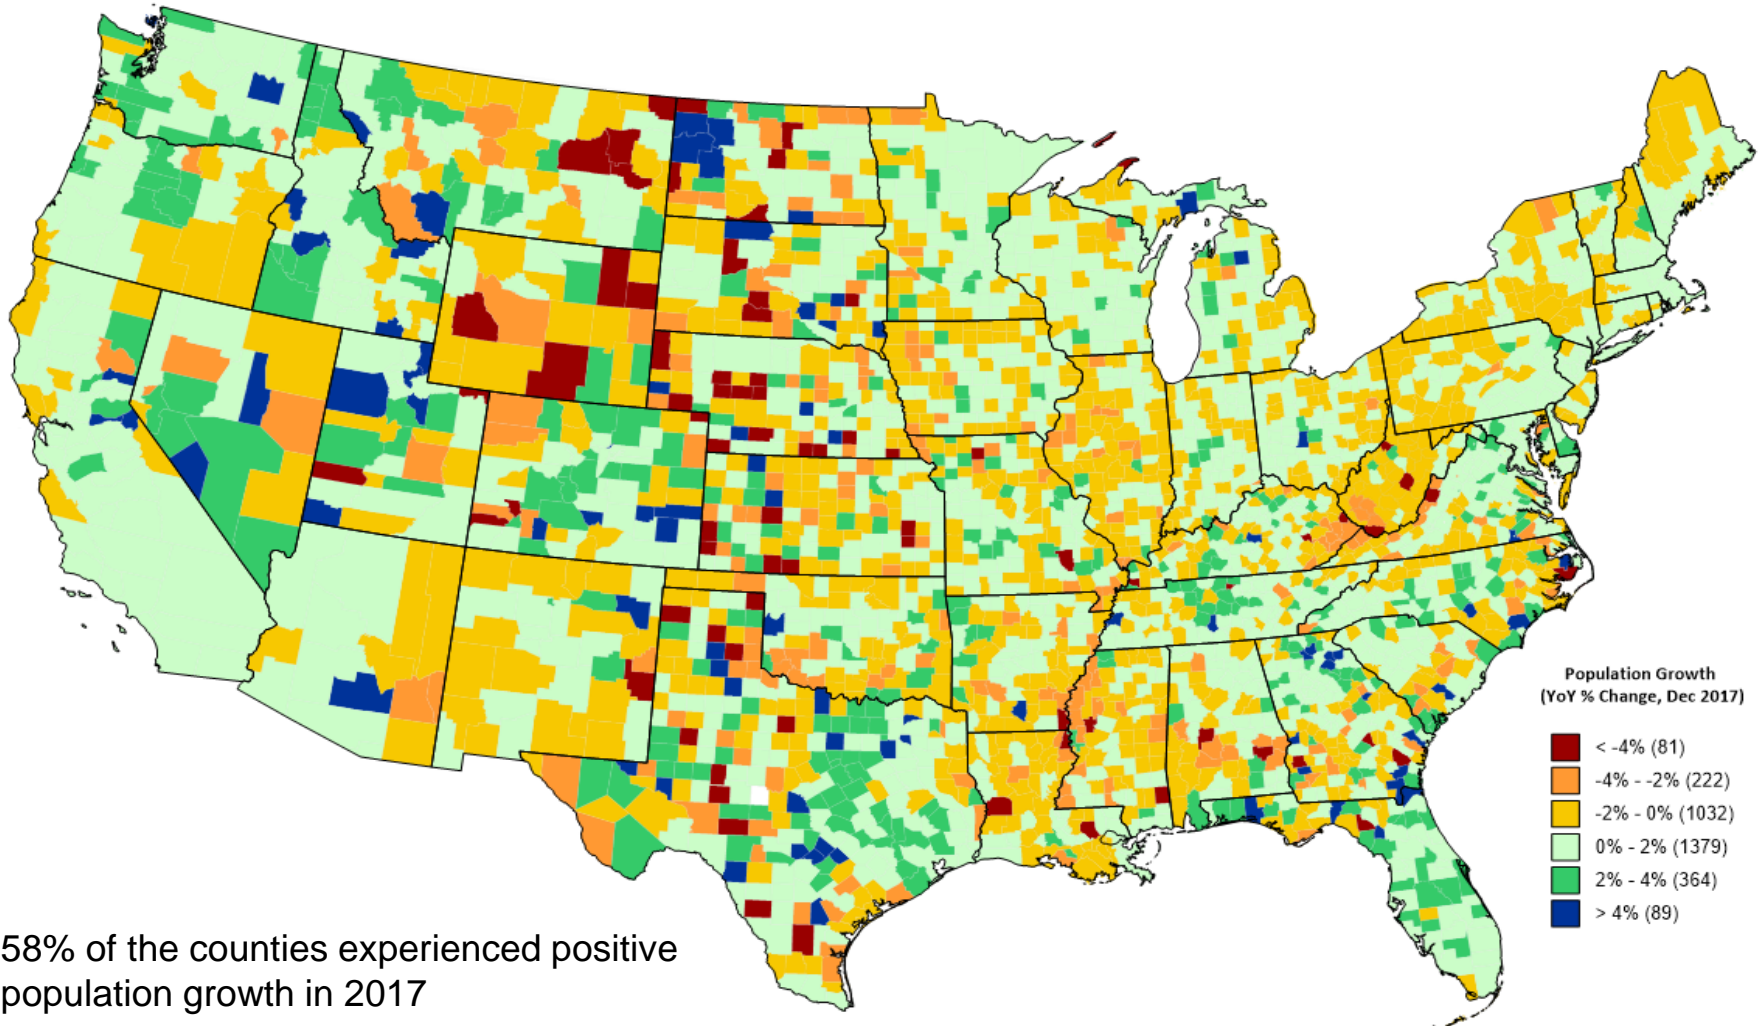 Population Growth
(YoY % Change, Dec 2017)
< -4% (81)
-4% - -2% (222)
-2% - 0% (1032)
0% - 2% (1379)
2% - 4% (364)
> 4% (89)
58% of the counties experienced positive
population growth in 2017